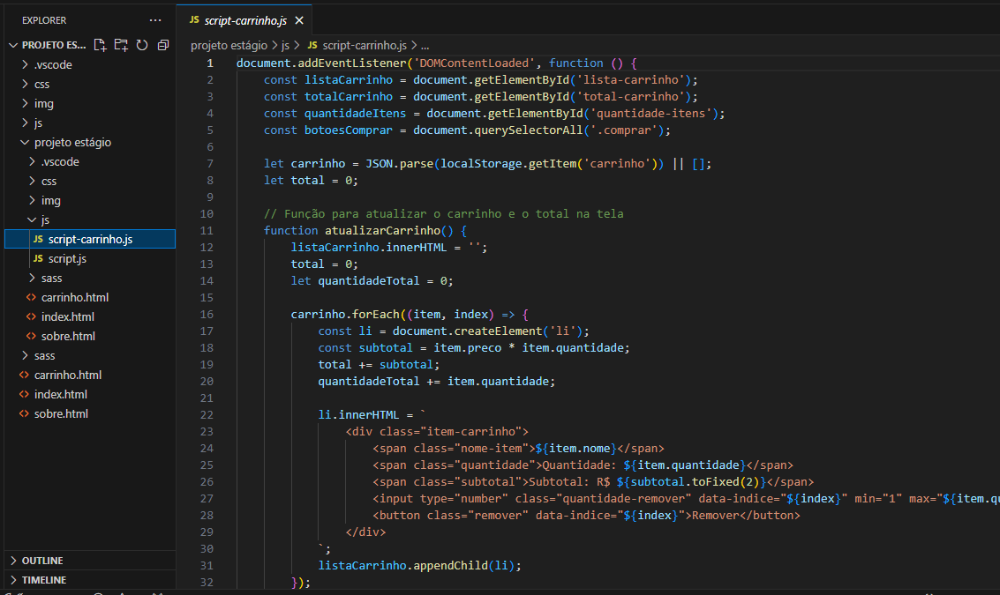 EXPLORER
PROJETO ES...
.vscode
css
img
js
projeto estágio
.vscode
css
img
js
JS script-carrinho.js
JS script.js
sass
<> carrinho.html
<> index.html
<> sobre.html
sass
<> carrinho.html
<> index.html
<> sobre.html
OUTLINE
TIMELINE
JS script-carrinho.js ×
projeto estágio > js > JS script-carrinho.js > ...
1 document.addEventListener('DOMContentLoaded', function () {
2 const listaCarrinho = document.getElementById('lista-carrinho');
3 const totalCarrinho = document.getElementById('total-carrinho');
4 const quantidadeItens = document.getElementById('quantidade-itens');
5 const botoesComprar = document.querySelectorAll('.comprar');
6
7 let carrinho = JSON.parse(localStorage.getItem('carrinho')) || [];
8 let total = 0;
9
10 // Função para atualizar o carrinho e o total na tela
11 function atualizarCarrinho() {
12 listaCarrinho.innerHTML = '';
13 total = 0;
14 let quantidadeTotal = 0;
15
16 carrinho.forEach((item, index) => {
17 const li = document.createElement('li');
18 const subtotal = item.preco * item.quantidade;
19 total += subtotal;
20 quantidadeTotal += item.quantidade;
21
22 li.innerHTML = `
23 <div class="item-carrinho">
24 <span class="nome-item">${item.nome}</span>
25 <span class="quantidade">Quantidade: ${item.quantidade}</span>
26 <span class="subtotal">Subtotal: R$ ${subtotal.toFixed(2)}</span>
27 <input type="number" class="quantidade-remover" data-indice="${index}" min="1" max="${item.qu
28 <button class="remover" data-indice="${index}">Remover</button>
29 </div>
30 `;
31 listaCarrinho.appendChild(li);
32 });